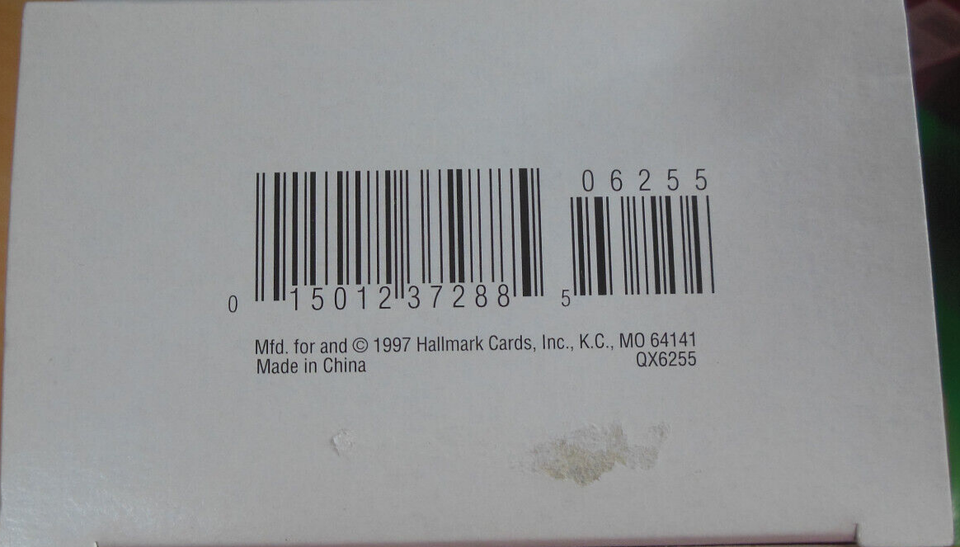 06255
0 15012 37288 5
Mfd. for and © 1997 Hallmark Cards, Inc., K.C., MO 64141
Made in China QX6255